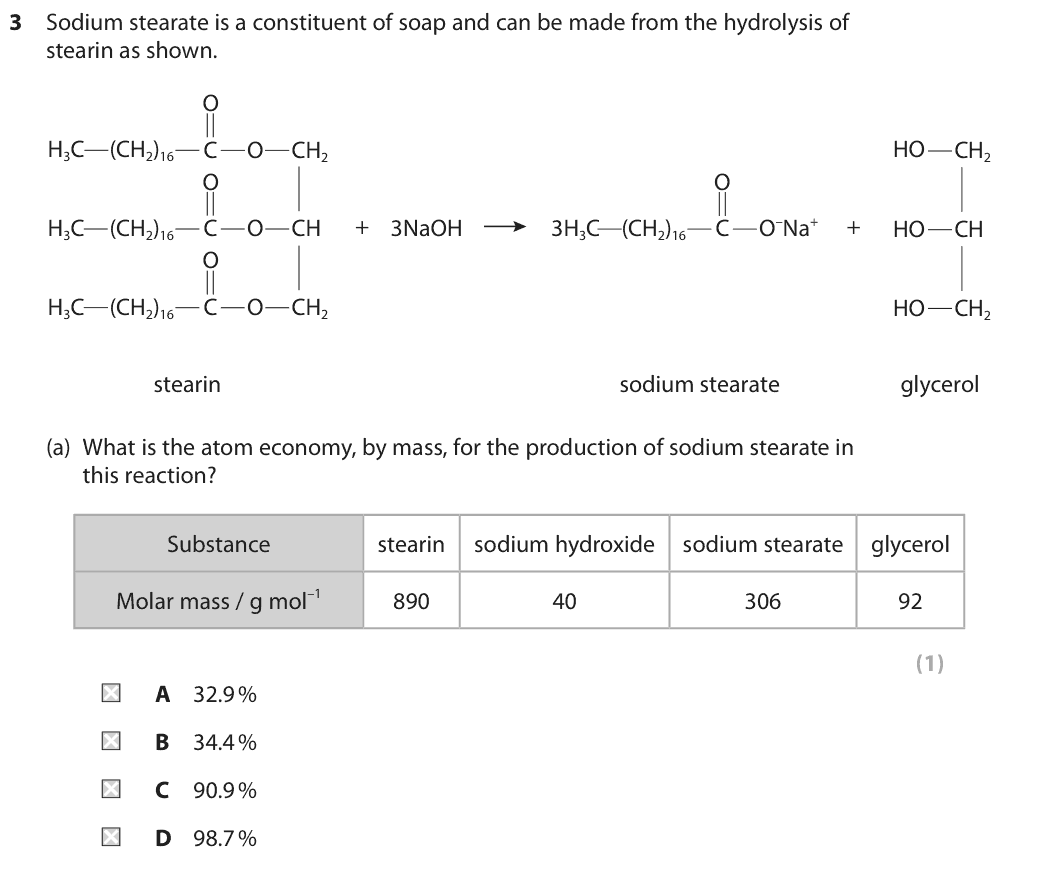 3 Sodium stearate is a constituent of soap and can be made from the hydrolysis of
stearin as shown.
O
H₃C—(CH₂)₁₆—C—O—CH₂
O
H₃C—(CH₂)₁₆—C—O—CH + 3NaOH ⟶ 3H₃C—(CH₂)₁₆—C—O⁻Na⁺ + HO—CH
O
H₃C—(CH₂)₁₆—C—O—CH₂
O
HO—CH₂
HO—CH₂
stearin sodium stearate glycerol
(a) What is the atom economy, by mass, for the production of sodium stearate in
this reaction?
Substance stearin sodium hydroxide sodium stearate glycerol
Molar mass / g mol⁻¹ 890 40 306 92
(1)
A 32.9%
B 34.4%
C 90.9%
D 98.7%